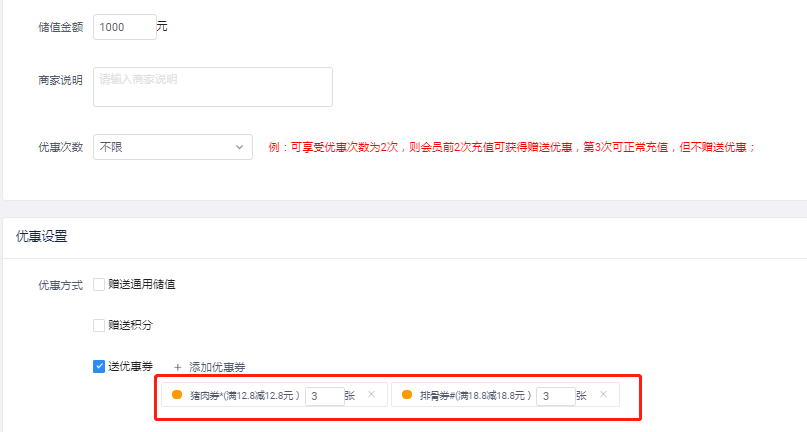 储值金额 1000 元
商家说明 请输入商家说明
优惠次数 不限 例：可享受优惠次数为2次，则会员前2次充值可获得赠送优惠，第3次可正常充值，但不赠送优惠；
优惠设置
优惠方式 赠送通用储值
赠送积分
送优惠券 + 添加优惠券
猪肉券*(满12.8减12.8元) 3 张 × 排骨券#(满18.8减18.8元) 3 张 ×